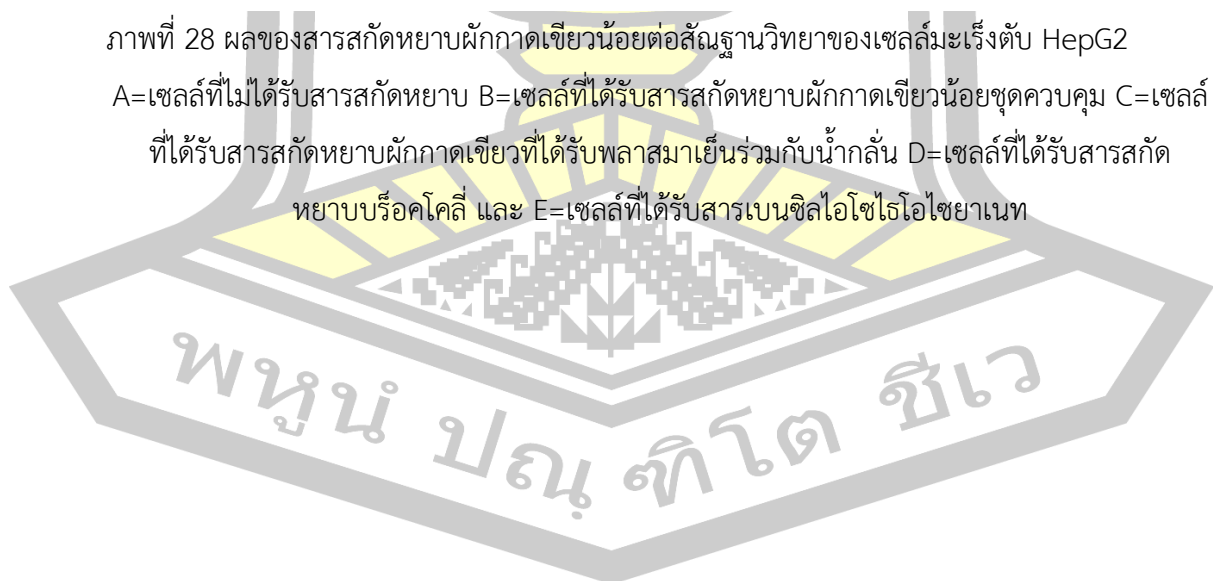 ภาพที่ 28 ผลของสารสกัดหยาบผักกาดเขียวน้อยต่อสัณฐานวิทยาของเซลล์มะเร็งตับ HepG2
A=เซลล์ที่ไม่ได้รับสารสกัดหยาบ B=เซลล์ที่ได้รับสารสกัดหยาบผักกาดเขียวน้อยชุดควบคุม C=เซลล์
ที่ได้รับสารสกัดหยาบผักกาดเขียวที่ได้รับพลาสมาเย็นร่วมกับน้ำกลั่น D=เซลล์ที่ได้รับสารสกัด
หยาบบร็อคโคลี่ และ E=เซลล์ที่ได้รับสารเบนซิลไอโซไธโอไซยาเนท
พหูนํ ปณฺฑิโต ชีเว